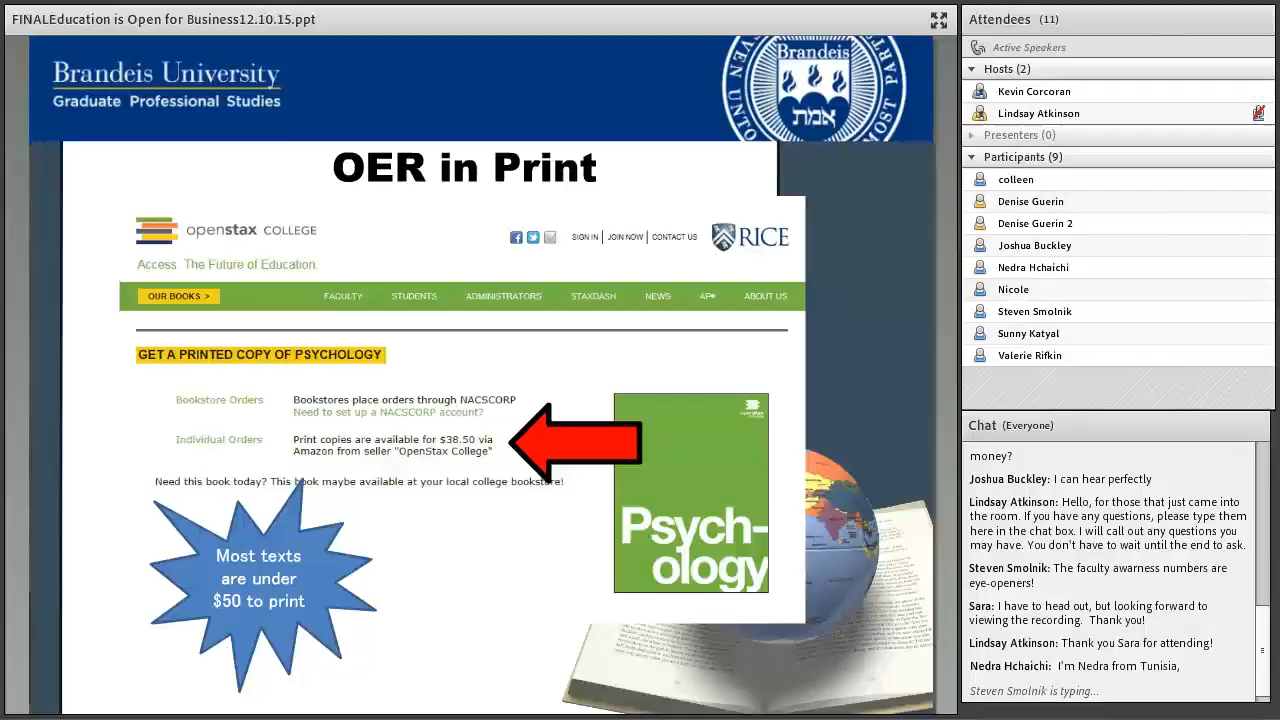 FINALEducation is Open for Business12.10.15.ppt
Brandeis University
Graduate Professional Studies
Brandeis
אמת
OER in Print
openstax COLLEGE
Access. The Future of Education.
SIGN IN | JOIN NOW | CONTACT US
RICE
OUR BOOKS >
FACULTY
STUDENTS
ADMINISTRATORS
STAXDASH
NEWS
AP®
ABOUT US
GET A PRINTED COPY OF PSYCHOLOGY
Bookstore Orders
Bookstores place orders through NACSCORP
Need to set up a NACSCORP account?
Individual Orders
Print copies are available for $38.50 via
Amazon from seller "OpenStax College"
Need this book today? This book maybe available at your local college bookstore!
Psych-
ology
Most texts
are under
$50 to print
Attendees (11)
Active Speakers
Hosts (2)
Kevin Corcoran
Lindsay Atkinson
Presenters (0)
Participants (9)
colleen
Denise Guerin
Denise Guerin 2
Joshua Buckley
Nedra Hchaichi
Nicole
Steven Smolnik
Sunny Katyal
Valerie Rifkin
Chat (Everyone)
money?
Joshua Buckley: I can hear perfectly
Lindsay Atkinson: Hello, for those that just came into
the room. If you have any questions, please type them
here in the chat box. I will call out any questions you
may have. You don't have to wait until the end to ask.
Steven Smolnik: The faculty awarness numbers are
eye-openers!
Sara: I have to head out, but looking forward to
viewing the recordings. Thank you!
Lindsay Atkinson: Thank you Sara for attending!
Nedra Hchaichi: I'm Nedra from Tunisia,
Steven Smolnik is typing...